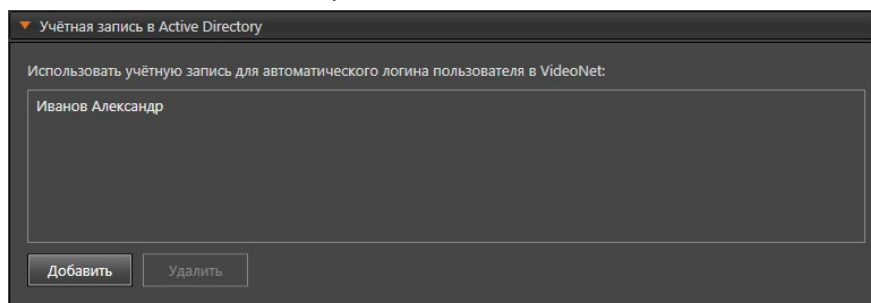 Учётная запись в Active Directory
Использовать учётную запись для автоматического логина пользователя в VideoNet:
Иванов Александр
Добавить
Удалить